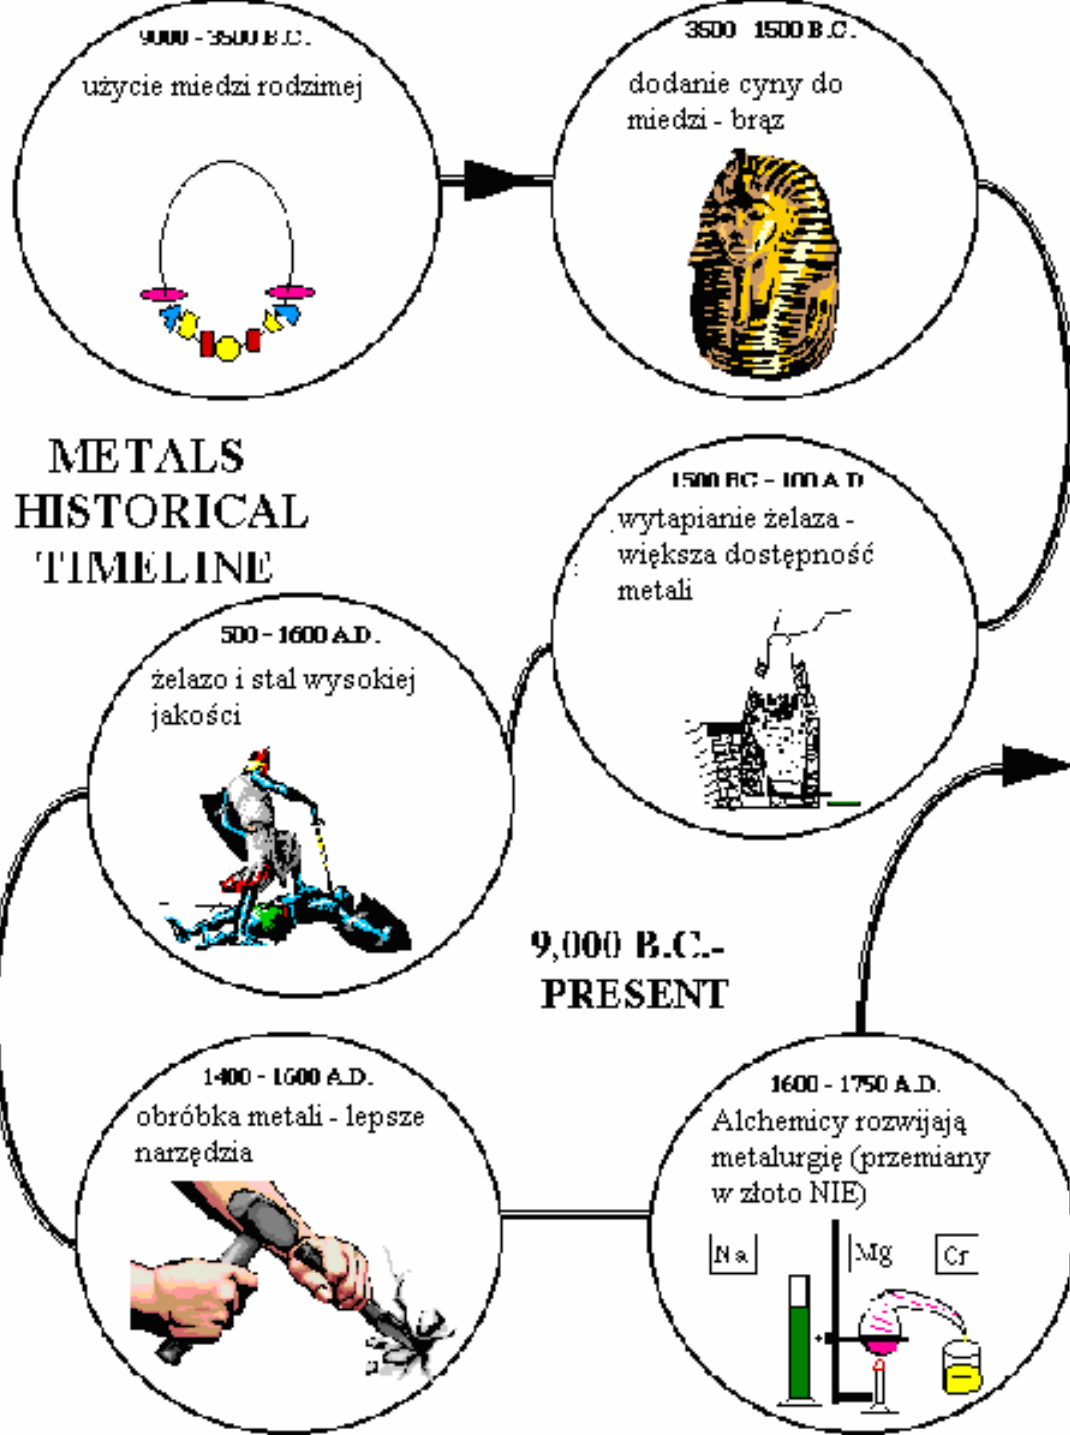 9000 - 3500 B.C.
użycie miedzi rodzimej
3500 1500 B.C.
dodanie cyny do
miedzi - brąz
METALS
HISTORICAL
TIMELINE
1500 BC - 100 A D
wytapianie żelaza -
większa dostępność
metali
500 - 1600 A.D.
żelazo i stal wysokiej
jakości
9,000 B.C.-
PRESENT
1400 - 1600 A.D.
obróbka metali - lepsze
narzędzia
1600 - 1750 A.D.
Alchemicy rozwijają
metalurgię (przemiany
w złoto NIE)
Na
Mg
Cr